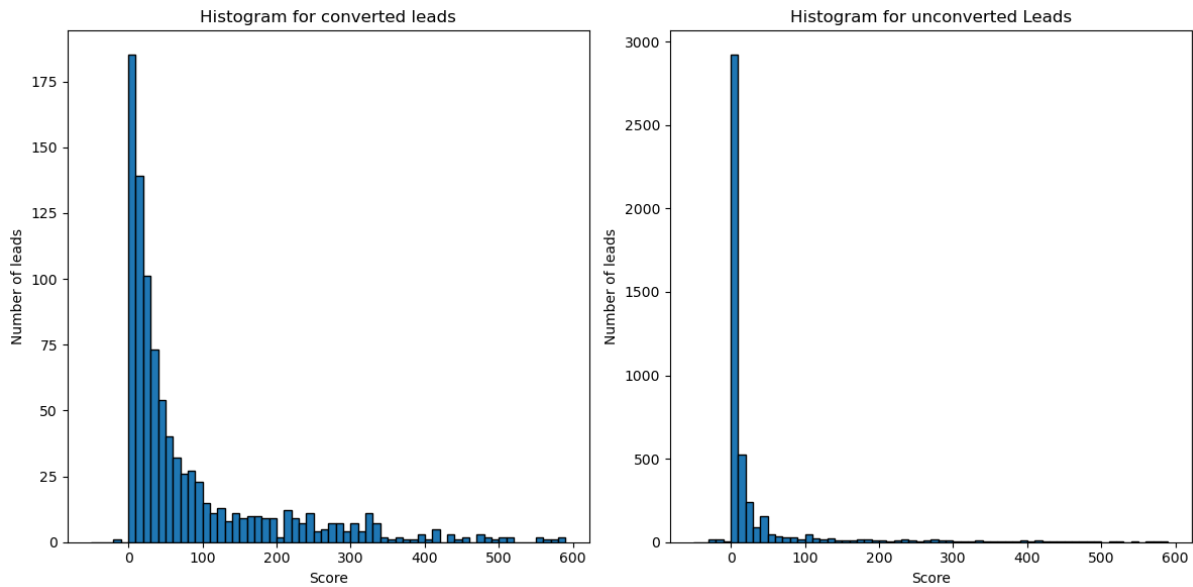 Histogram for converted leads
175
150
125
100
75
50
25
0
Number of leads
0 100 200 300 400 500 600
Score
Histogram for unconverted Leads
3000
2500
2000
1500
1000
500
0
Number of leads
0 100 200 300 400 500 600
Score